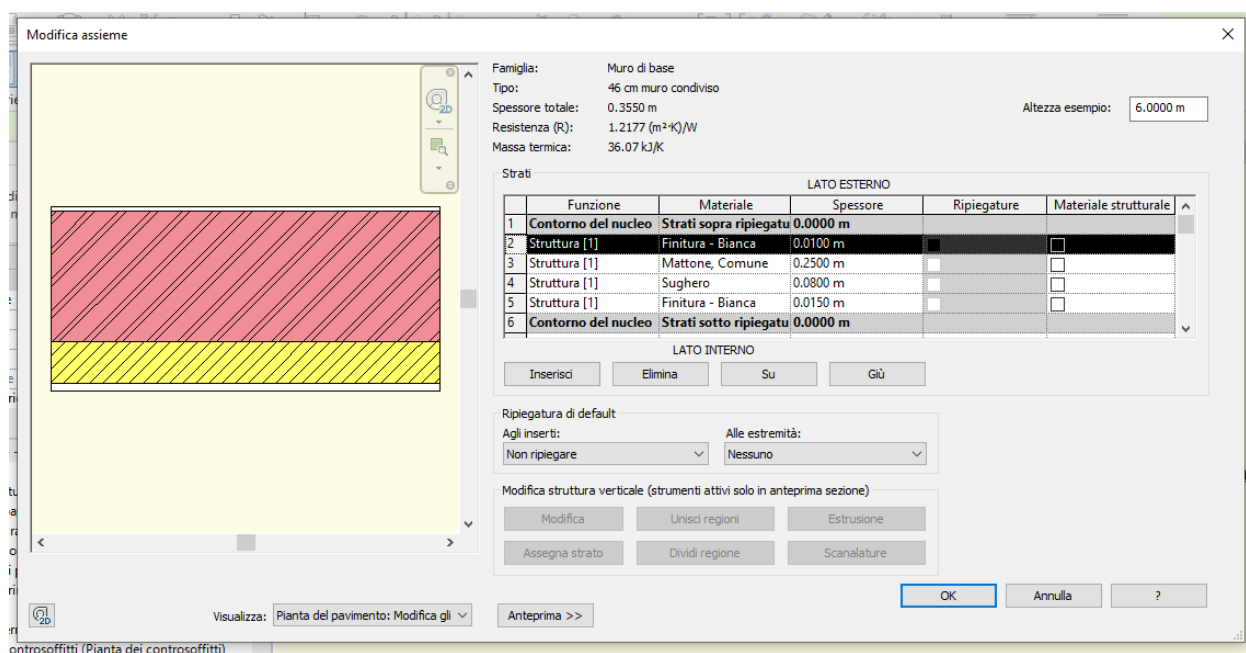 Modifica assieme
2D
Famiglia: Muro di base
Tipo: 46 cm muro condiviso
Spessore totale: 0.3550 m
Altezza esempio: 6.0000 m
Resistenza (R): 1.2177 (m²·K)/W
Massa termica: 36.07 kJ/K
Strati
LATO ESTERNO
Funzione Materiale Spessore Ripiegature Materiale strutturale
1 Contorno del nucleo Strati sopra ripiegatu 0.0000 m
2 Struttura [1] Finitura - Bianca 0.0100 m
3 Struttura [1] Mattone, Comune 0.2500 m
4 Struttura [1] Sughero 0.0800 m
5 Struttura [1] Finitura - Bianca 0.0150 m
6 Contorno del nucleo Strati sotto ripiegatu 0.0000 m
LATO INTERNO
Inserisci Elimina Su Giù
Ripiegatura di default
Agli inserti: Alle estremità:
Non ripiegare Nessuno
Modifica struttura verticale (strumenti attivi solo in anteprima sezione)
Modifica Unisci regioni Estrusione
Assegna strato Dividi regione Scanalature
OK Annulla ?
2D Visualizza: Pianta del pavimento: Modifica gli Anteprima >>
controsoffitti (Pianta dei controsoffitti)